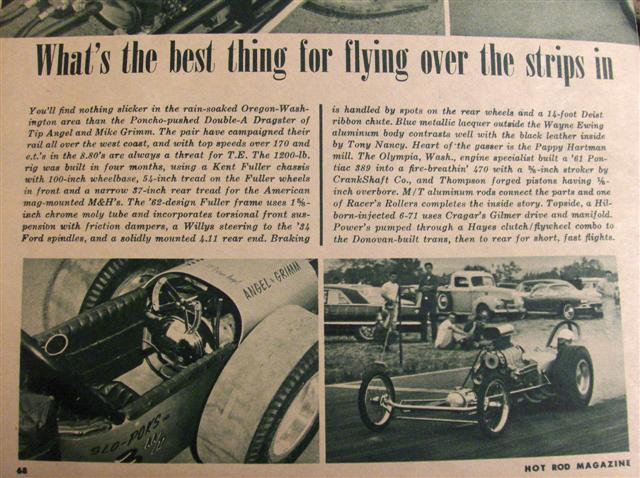 What's the best thing for flying over the strips in
You'll find nothing slicker in the rain-soaked Oregon-Wash-
ington area than the Poncho-pushed Double-A Dragster of
Tip Angel and Mike Grimm. The pair have campaigned their
rail all over the west coast, and with top speeds over 170 and
e.t.'s in the 8.80's are always a threat for T.E. The 1200-lb.
rig was built in four months, using a Kent Fuller chassis
with 100-inch wheelbase, 54-inch tread on the Fuller wheels
in front and a narrow 37-inch rear tread for the American
mag-mounted M&H's. The '62-design Fuller frame uses 1⅝-
inch chrome moly tube and incorporates torsional front sus-
pension with friction dampers, a Willys steering to the '34
Ford spindles, and a solidly mounted 4.11 rear end. Braking
is handled by spots on the rear wheels and a 14-foot Deist
ribbon chute. Blue metallic lacquer outside the Wayne Ewing
aluminum body contrasts well with the black leather inside
by Tony Nancy. Heart of the gasser is the Pappy Hartman
mill. The Olympia, Wash., engine specialist built a '61 Pon-
tiac 389 into a fire-breathin' 470 with a ⅝-inch stroker by
CrankShaft Co., and Thompson forged pistons having ⅛-
inch overbore. M/T aluminum rods connect the parts and one
of Racer's Rollers completes the inside story. Topside, a Hil-
born-injected 6-71 uses Cragar's Gilmer drive and manifold.
Power's pumped through a Hayes clutch/flywheel combo to
the Donovan-built trans, then to rear for short, fast flights.
ANGEL & GRIMM
SLO-POKS
68
HOT ROD MAGAZINE